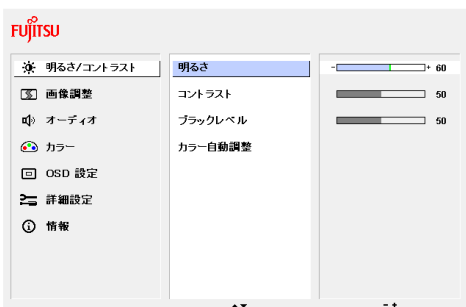 FUJITSU
明るさ/コントラスト
画像調整
オーディオ
カラー
OSD 設定
詳細設定
情報
明るさ
コントラスト
ブラックレベル
カラー自動調整
- + 60
50
50